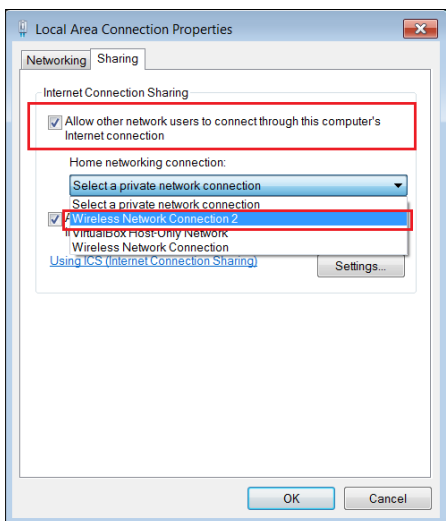 Local Area Connection Properties
Networking
Sharing
Internet Connection Sharing
Allow other network users to connect through this computer's
Internet connection
Home networking connection:
Select a private network connection
Select a private network connection
Wireless Network Connection 2
VirtualBox Host-Only Network
Wireless Network Connection
Using ICS (Internet Connection Sharing)
Settings...
OK
Cancel